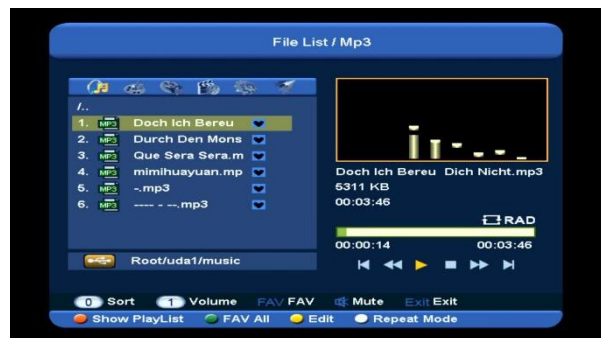 File List / Mp3
/..
1. MP3 Doch Ich Bereu
2. MP3 Durch Den Mons
3. MP3 Que Sera Sera.m
4. MP3 mimihuayuan.mp
5. MP3 -.mp3
6. MP3 ---- - --.mp3
Root/uda1/music
Doch Ich Bereu Dich Nicht.mp3
5311 KB
00:03:46
RAD
00:00:14 00:03:46
0 Sort 1 Volume FAV FAV Mute Exit Exit
Show PlayList FAV All Edit Repeat Mode